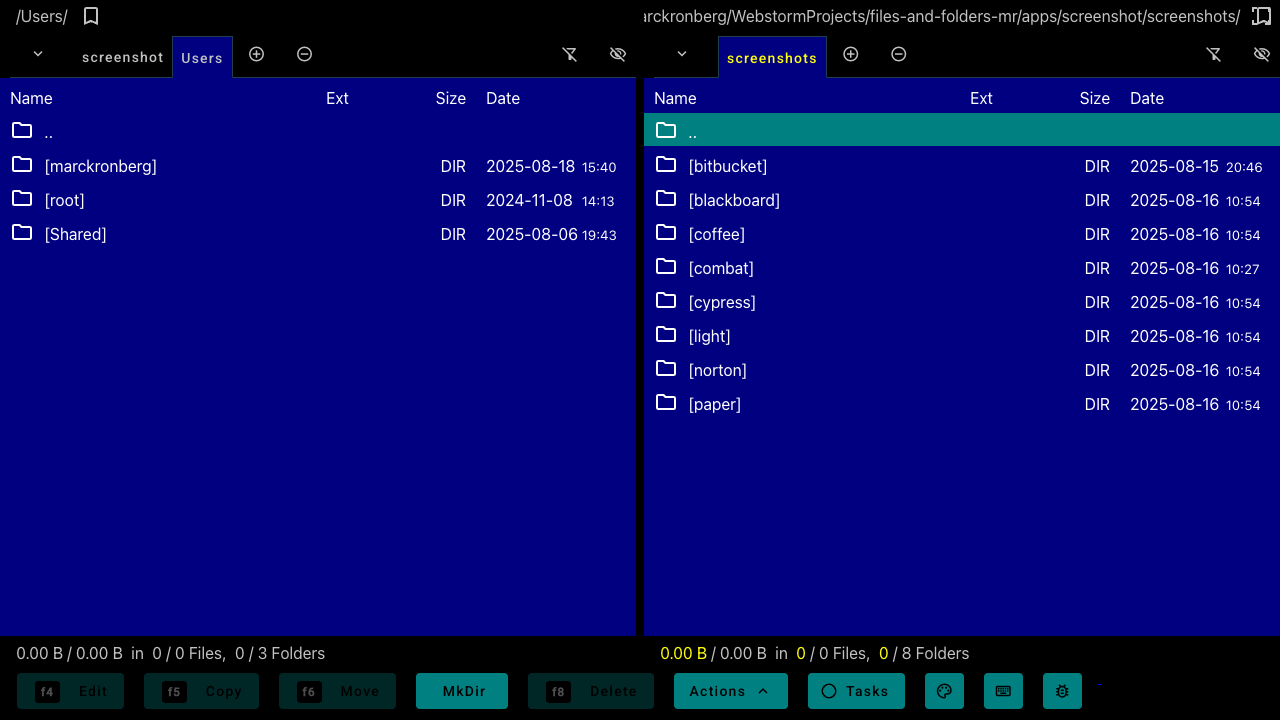 /Users/
arckronberg/WebstormProjects/files-and-folders-mr/apps/screenshot/screenshots/
screenshot Users
screenshots
Name Ext Size Date
..
[marckronberg] DIR 2025-08-18 15:40
[root] DIR 2024-11-08 14:13
[Shared] DIR 2025-08-06 19:43
Name Ext Size Date
..
[bitbucket] DIR 2025-08-15 20:46
[blackboard] DIR 2025-08-16 10:54
[coffee] DIR 2025-08-16 10:54
[combat] DIR 2025-08-16 10:27
[cypress] DIR 2025-08-16 10:54
[light] DIR 2025-08-16 10:54
[norton] DIR 2025-08-16 10:54
[paper] DIR 2025-08-16 10:54
0.00 B / 0.00 B in 0 / 0 Files, 0 / 3 Folders
0.00 B / 0.00 B in 0 / 0 Files, 0 / 8 Folders
f4 Edit f5 Copy f6 Move MkDir f8 Delete Actions Tasks